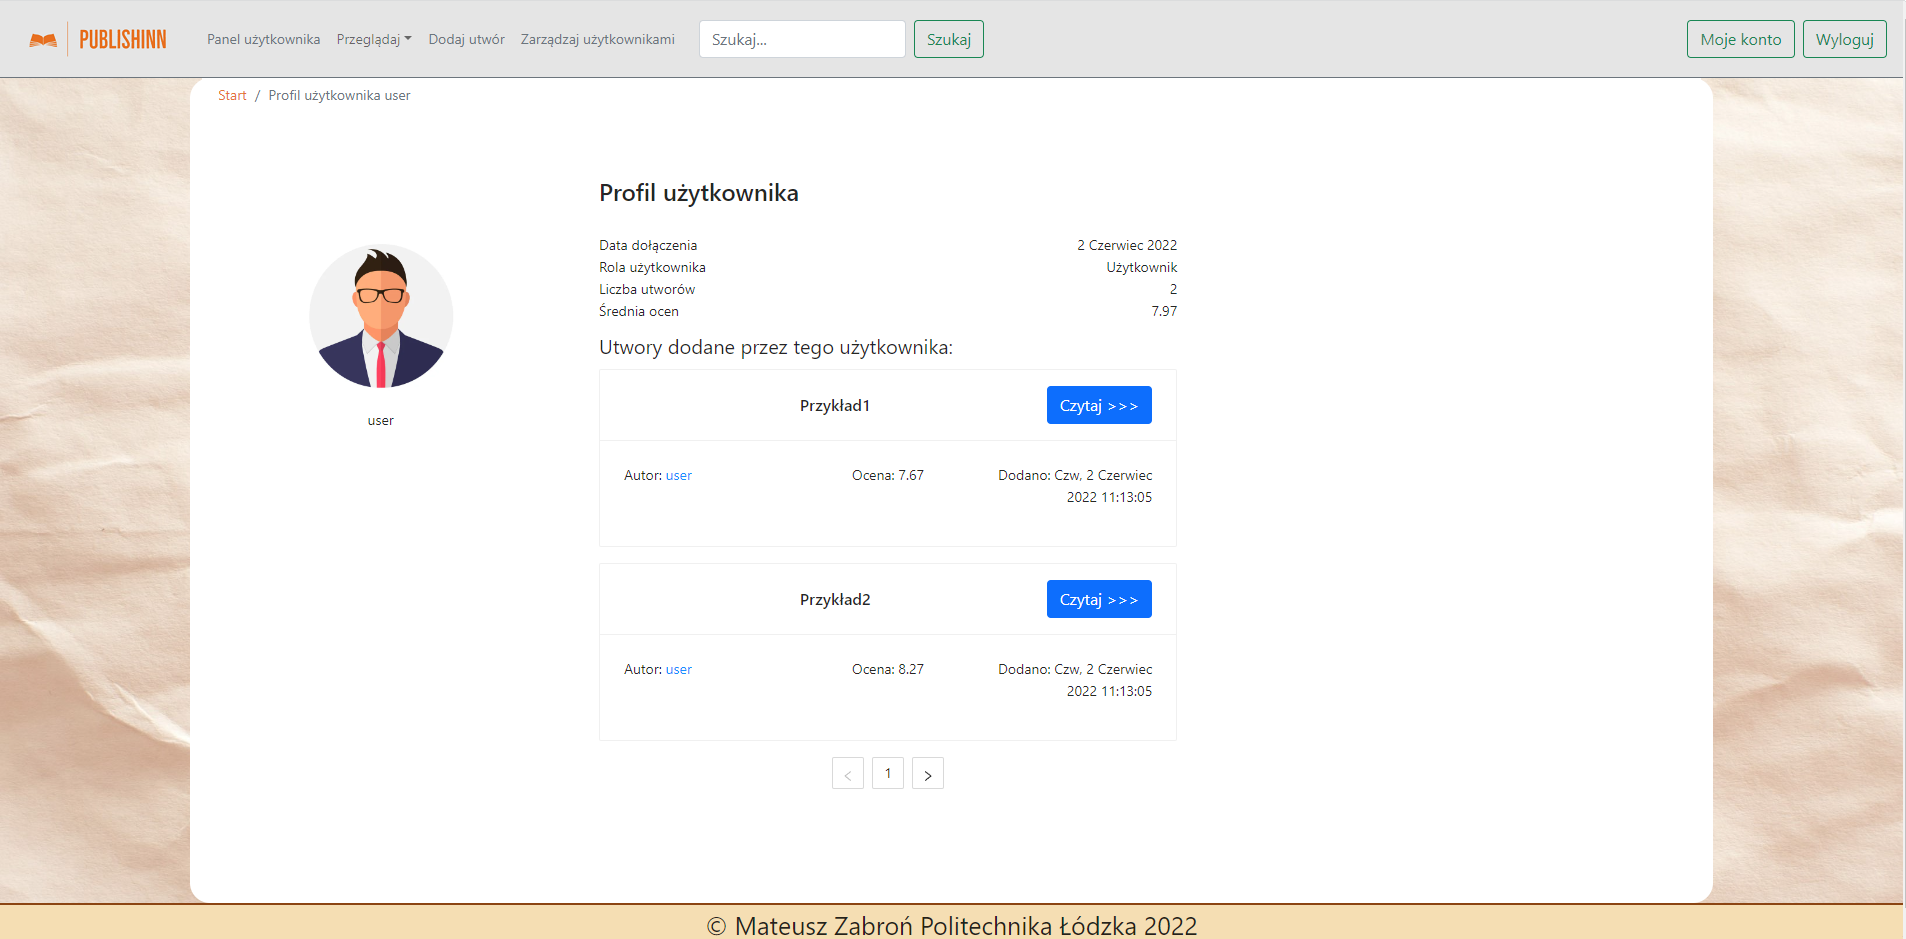 PUBLISHINN Panel użytkownika Przeglądaj Dodaj utwór Zarządzaj użytkownikami Szukaj... Szukaj Moje konto Wyloguj
Start / Profil użytkownika user
Profil użytkownika
Data dołączenia 2 Czerwiec 2022
Rola użytkownika Użytkownik
Liczba utworów 2
Średnia ocen 7.97
user
Utwory dodane przez tego użytkownika:
Przykład1 Czytaj >>>
Autor: user Ocena: 7.67 Dodano: Czw, 2 Czerwiec
2022 11:13:05
Przykład2 Czytaj >>>
Autor: user Ocena: 8.27 Dodano: Czw, 2 Czerwiec
2022 11:13:05
< 1 >
© Mateusz Zabroń Politechnika Łódzka 2022